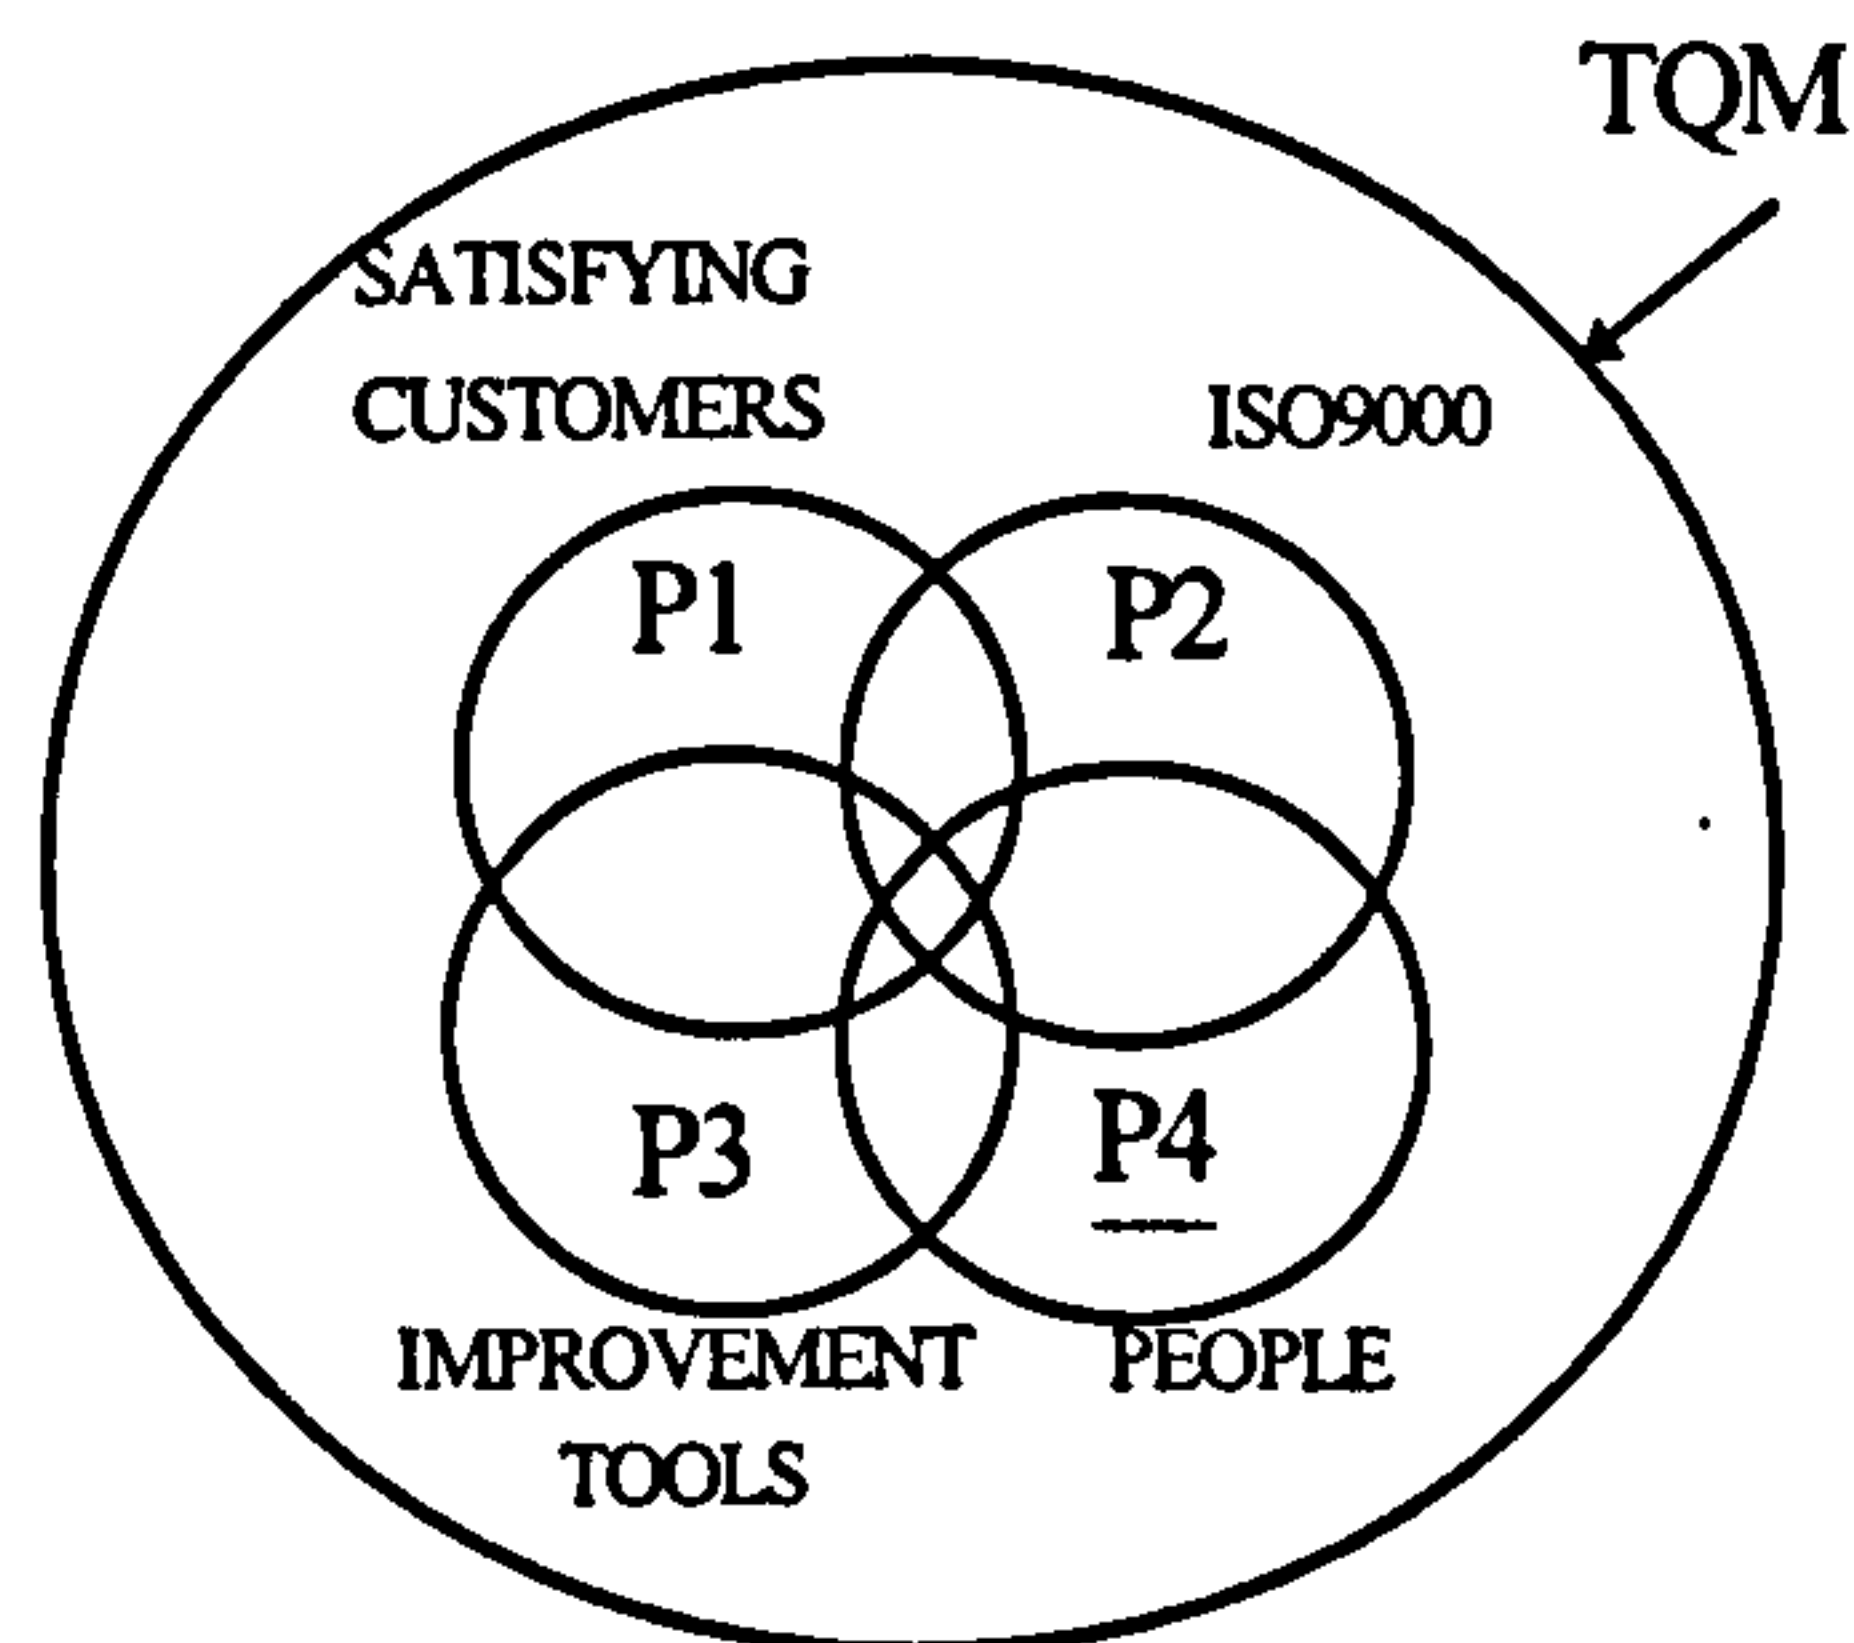 TQM
SATISFYING
CUSTOMERS
ISO9000
P1
P2
P3
P4
IMPROVEMENT
TOOLS
PEOPLE